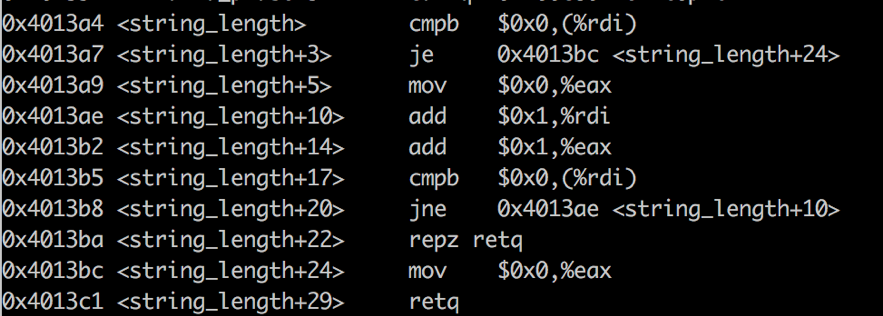 0x4013a4 <string_length> cmpb $0x0,(%rdi)
0x4013a7 <string_length+3> je 0x4013bc <string_length+24>
0x4013a9 <string_length+5> mov $0x0,%eax
0x4013ae <string_length+10> add $0x1,%rdi
0x4013b2 <string_length+14> add $0x1,%eax
0x4013b5 <string_length+17> cmpb $0x0,(%rdi)
0x4013b8 <string_length+20> jne 0x4013ae <string_length+10>
0x4013ba <string_length+22> repz retq
0x4013bc <string_length+24> mov $0x0,%eax
0x4013c1 <string_length+29> retq